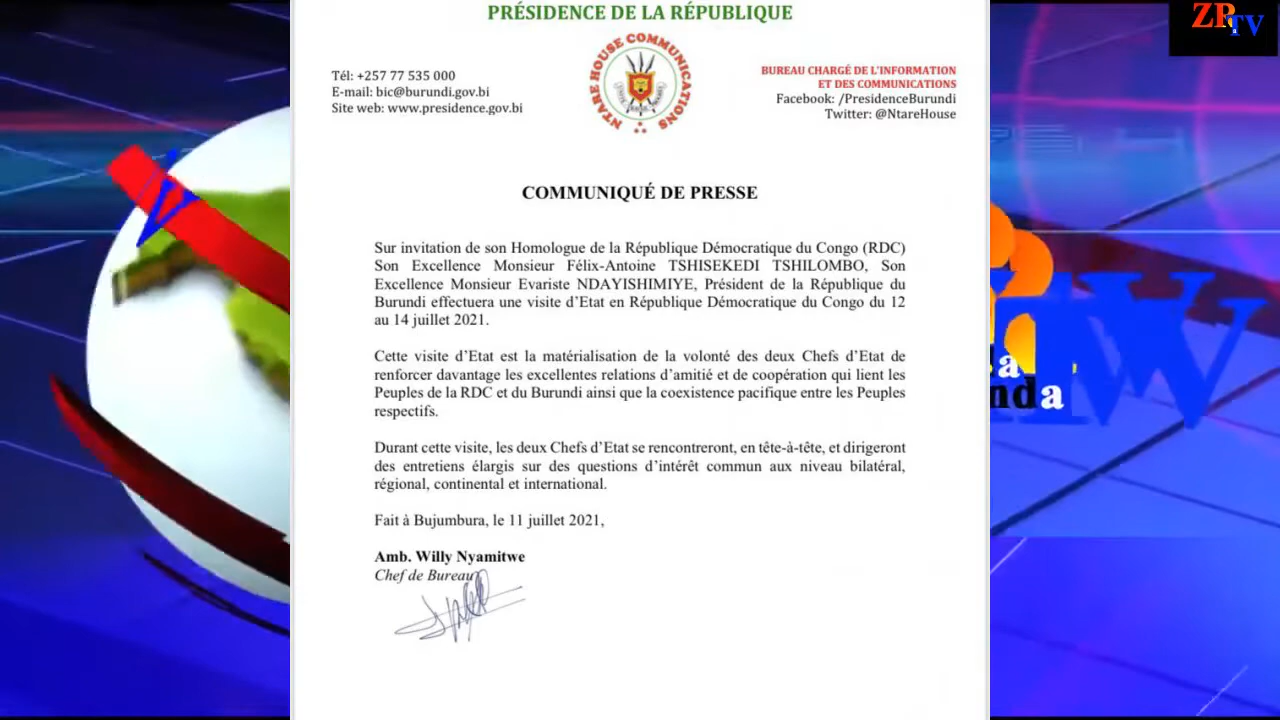 PRÉSIDENCE DE LA RÉPUBLIQUE
ZR
TV
Tél: +257 77 535 000
E-mail: bic@burundi.gov.bi
Site web: www.presidence.gov.bi
NTARE HOUSE COMMUNICATIONS
BUREAU CHARGÉ DE L'INFORMATION
ET DES COMMUNICATIONS
Facebook: /PresidenceBurundi
Twitter: @NtareHouse
COMMUNIQUÉ DE PRESSE
Sur invitation de son Homologue de la République Démocratique du Congo (RDC)
Son Excellence Monsieur Félix-Antoine TSHISEKEDI TSHILOMBO, Son
Excellence Monsieur Evariste NDAYISHIMIYE, Président de la République du
Burundi effectuera une visite d'Etat en République Démocratique du Congo du 12
au 14 juillet 2021.
Cette visite d'Etat est la matérialisation de la volonté des deux Chefs d'Etat de
renforcer davantage les excellentes relations d'amitié et de coopération qui lient les
Peuples de la RDC et du Burundi ainsi que la coexistence pacifique entre les Peuples
respectifs.
Durant cette visite, les deux Chefs d'Etat se rencontreront, en tête-à-tête, et dirigeront
des entretiens élargis sur des questions d'intérêt commun aux niveau bilatéral,
régional, continental et international.
Fait à Bujumbura, le 11 juillet 2021,
Amb. Willy Nyamitwe
Chef de Bureau